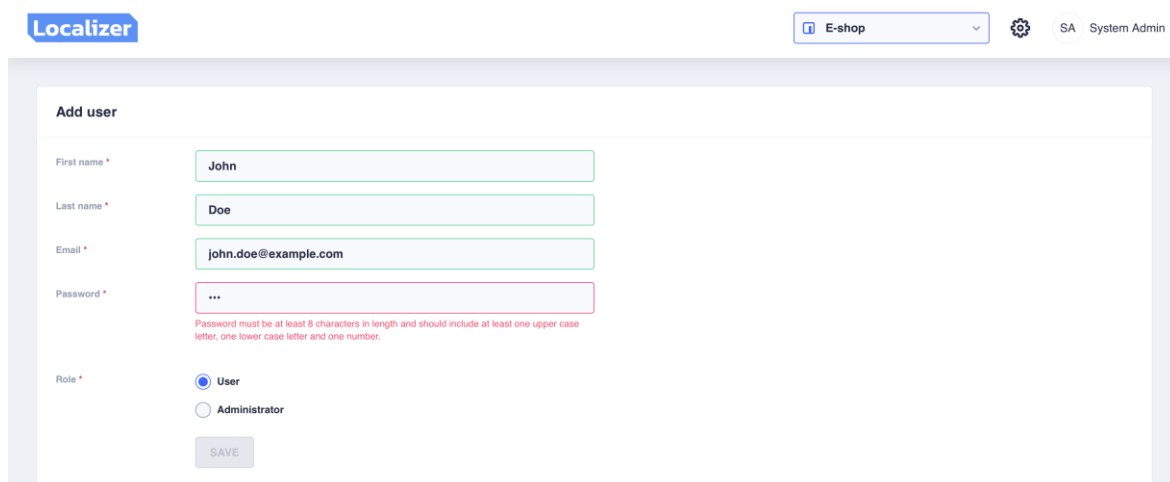 Localizer
E-shop
SA System Admin
Add user
First name *
John
Last name *
Doe
Email *
john.doe@example.com
Password *
•••
Password must be at least 8 characters in length and should include at least one upper case
letter, one lower case letter and one number.
Role *
User
Administrator
SAVE